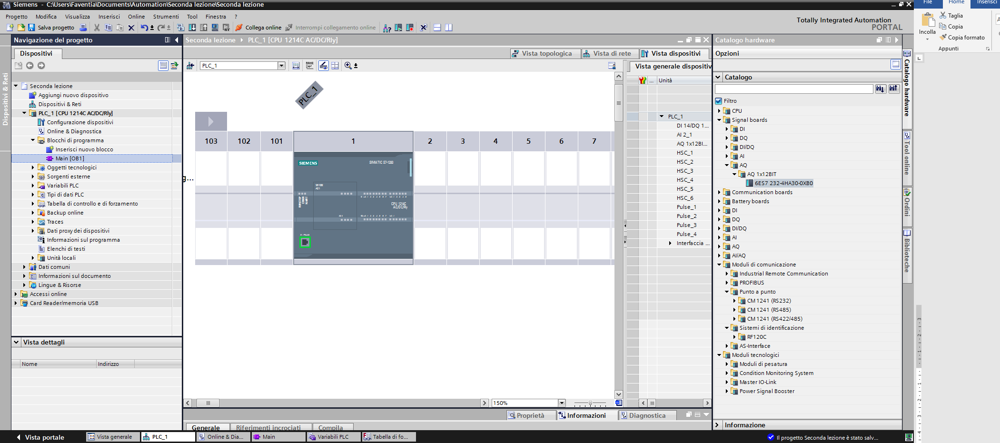 Siemens - C:\Users\Faventia\Documents\Automation\Seconda lezione\Seconda lezione
Progetto Modifica Visualizza Inserisci Online Strumenti Tool Finestra ?
Salva progetto Collega online Interrompi collegamento online
Totally Integrated Automation
PORTAL
Navigazione del progetto
Dispositivi
Dispositivi & Reti
Seconda lezione
Aggiungi nuovo dispositivo
Dispositivi & Reti
PLC_1 [CPU 1214C AC/DC/Rly]
Configurazione dispositivi
Online & Diagnostica
Blocchi di programma
Inserisci nuovo blocco
Main [OB1]
Oggetti tecnologici
Sorgenti esterne
Variabili PLC
Tipi di dati PLC
Tabella di controllo e di forzamento
Backup online
Traces
Dati proxy dei dispositivi
Informazioni sul programma
Elenchi di testi
Unità locali
Dati comuni
Informazioni sul documento
Lingue & Risorse
Accessi online
Card Reader/memoria USB
Vista dettagli
Nome Indirizzo
Seconda lezione PLC_1 [CPU 1214C AC/DC/Rly]
Vista topologica Vista di rete Vista dispositivi
PLC_1
PLC_1
103 102 101 1 2 3 4 5 6 7
g...
SIEMENS SIMATIC S7-1200
CPU 1214C
AC/DC/Rly
150%
Vista generale dispositiv
... Unità
PLC_1
DI 14/DQ 1...
AI 2_1
AQ 1x12BI...
HSC_1
HSC_2
HSC_3
HSC_4
HSC_5
HSC_6
Pulse_1
Pulse_2
Pulse_3
Pulse_4
Interfaccia ...
Proprietà Informazioni Diagnostica
Generale Riferimenti incrociati Compila
Catalogo hardware
Opzioni
Catalogo
Filtro
CPU
Signal boards
DI
DQ
DI/DQ
AI
AQ
AQ 1x12BIT
6ES7 232-4HA30-0XB0
Communication boards
Battery boards
DI
DQ
DI/DQ
AI
AQ
AI/AQ
Moduli di comunicazione
Industrial Remote Communication
PROFIBUS
Punto a punto
CM 1241 (RS232)
CM 1241 (RS485)
CM 1241 (RS422/485)
Sistemi di identificazione
RF120C
AS-Interface
Moduli tecnologici
Moduli di pesatura
Condition Monitoring System
Master IO-Link
Power Signal Booster
Informazione
Catalogo hardware
Tool online
Ordini
Biblioteche
Vista portale Vista generale PLC_1 Online & Dia... Main Variabili PLC Tabella di fo...
Il progetto Seconda lezione è stato salv...
File Home Inserisci
Incolla
Taglia
Copia
Copia formato
Appunti